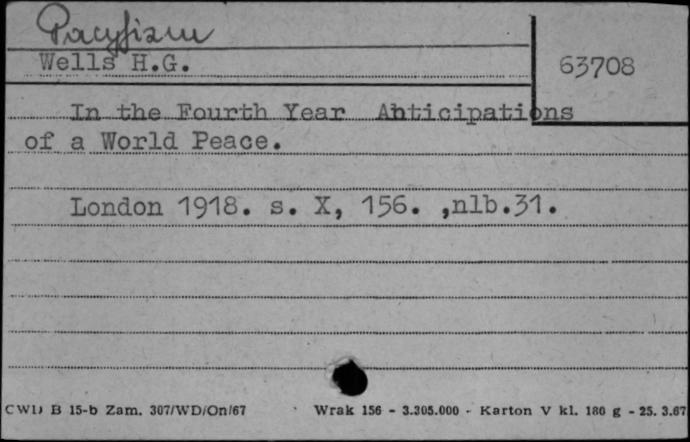 Pacyfizm
Wells H.G.
63708
In the Fourth Year Anticipations
of a World Peace.
London 1918. s. X, 156. ,nlb.31.
CWD B 15-b Zam. 307/WD/On/67 Wrak 156 - 3.305.000 - Karton V kl. 180 g - 25. 3.67